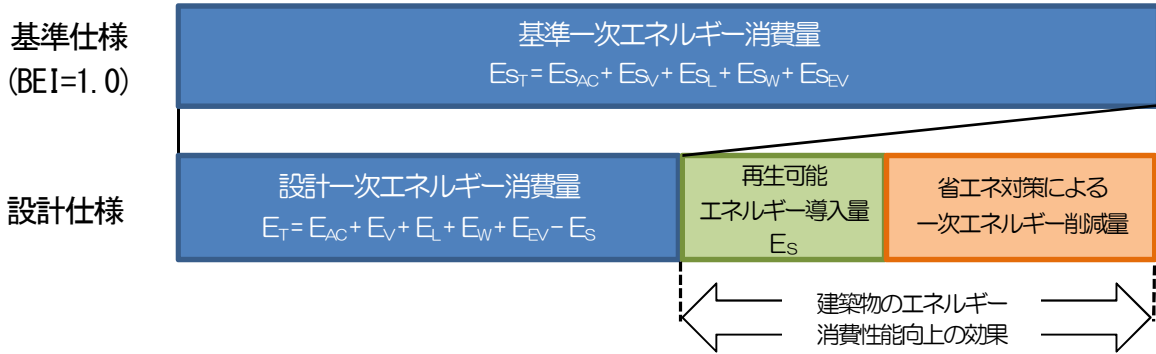 基準仕様
(BEI=1.0)
基準一次エネルギー消費量
EsT = EsAC + EsV + EsL + EsW + EsEV
設計仕様
設計一次エネルギー消費量
ET = EAC + EV + EL + EW + EEV − ES
再生可能
エネルギー導入量
Es
省エネ対策による
一次エネルギー削減量
建築物のエネルギー
消費性能向上の効果